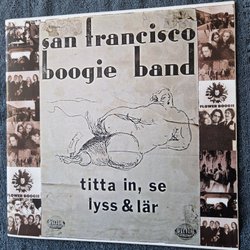 san francisco
boogie band
FLOWER BOOGIE
FLOWER BOOGIE
titta in, se
lyss & lär